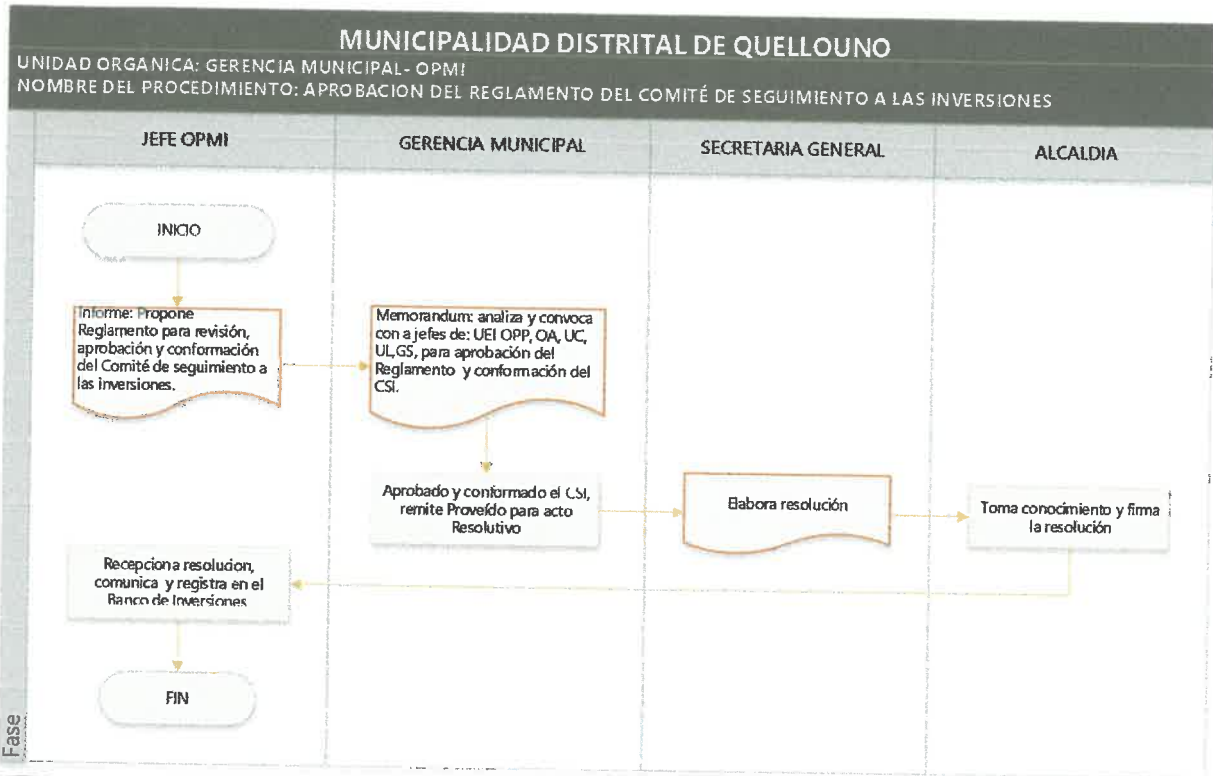 MUNICIPALIDAD DISTRITAL DE QUELLOUNO
UNIDAD ORGANICA: GERENCIA MUNICIPAL- OPMI
NOMBRE DEL PROCEDIMIENTO: APROBACION DEL REGLAMENTO DEL COMITÉ DE SEGUIMIENTO A LAS INVERSIONES
JEFE OPMI
GERENCIA MUNICIPAL
SECRETARIA GENERAL
ALCALDIA
INICIO
Informe: Propone
Reglamento para revisión,
aprobación y conformación
del Comité de seguimiento a
las inversiones.
Memorandum: analiza y convoca
con a jefes de: UEI OPP, OA, UC,
UL,GS, para aprobación del
Reglamento y conformación del
CSI.
Aprobado y conformado el CSI,
remite Proveído para acto
Resolutivo
Elabora resolución
Toma conocimiento y firma
la resolución
Recepciona resolucion,
comunica y registra en el
Banco de Inversiones
FIN
Fase